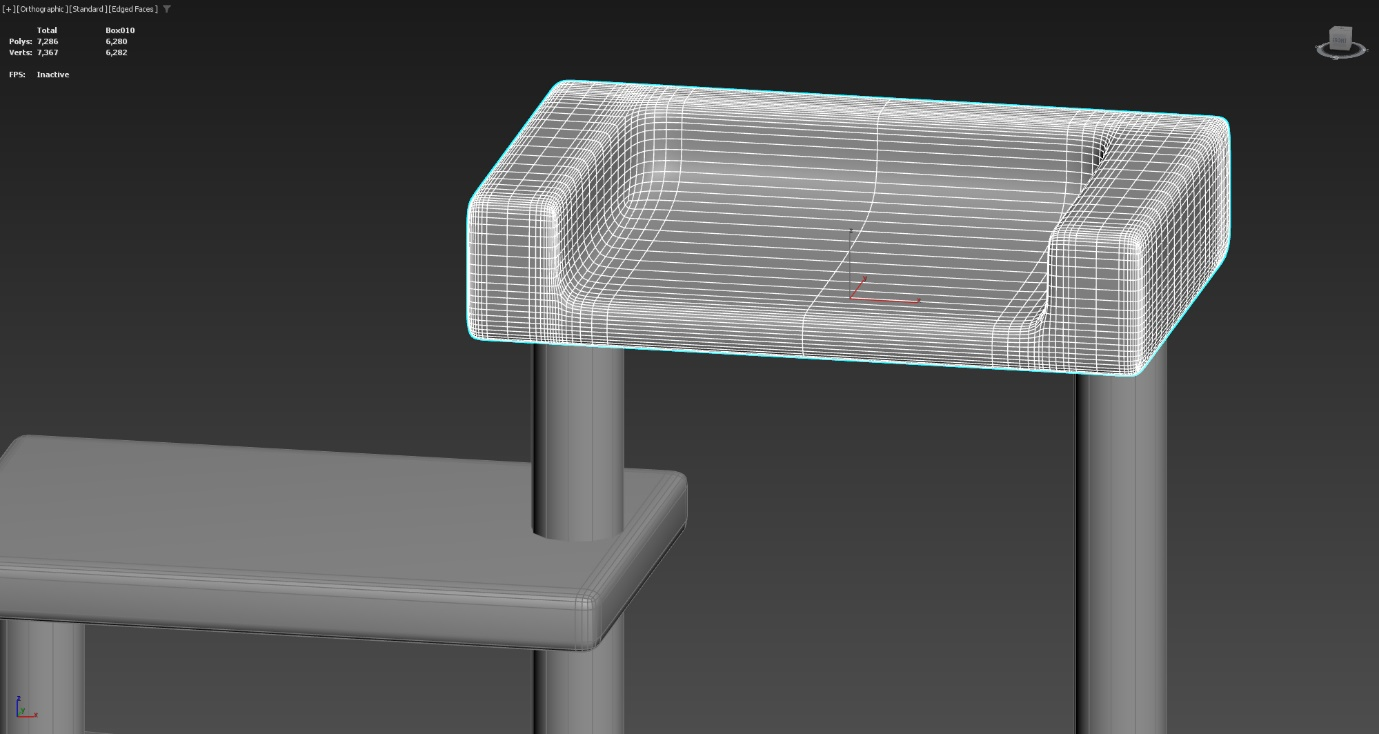 [+] [Orthographic] [Standard] [Edged Faces]
Total Box010
Polys: 7,286 6,280
Verts: 7,367 6,282
FPS: Inactive
z
y
x